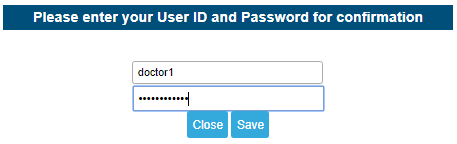 Please enter your User ID and Password for confirmation
doctor1
••••••••••••
Close Save